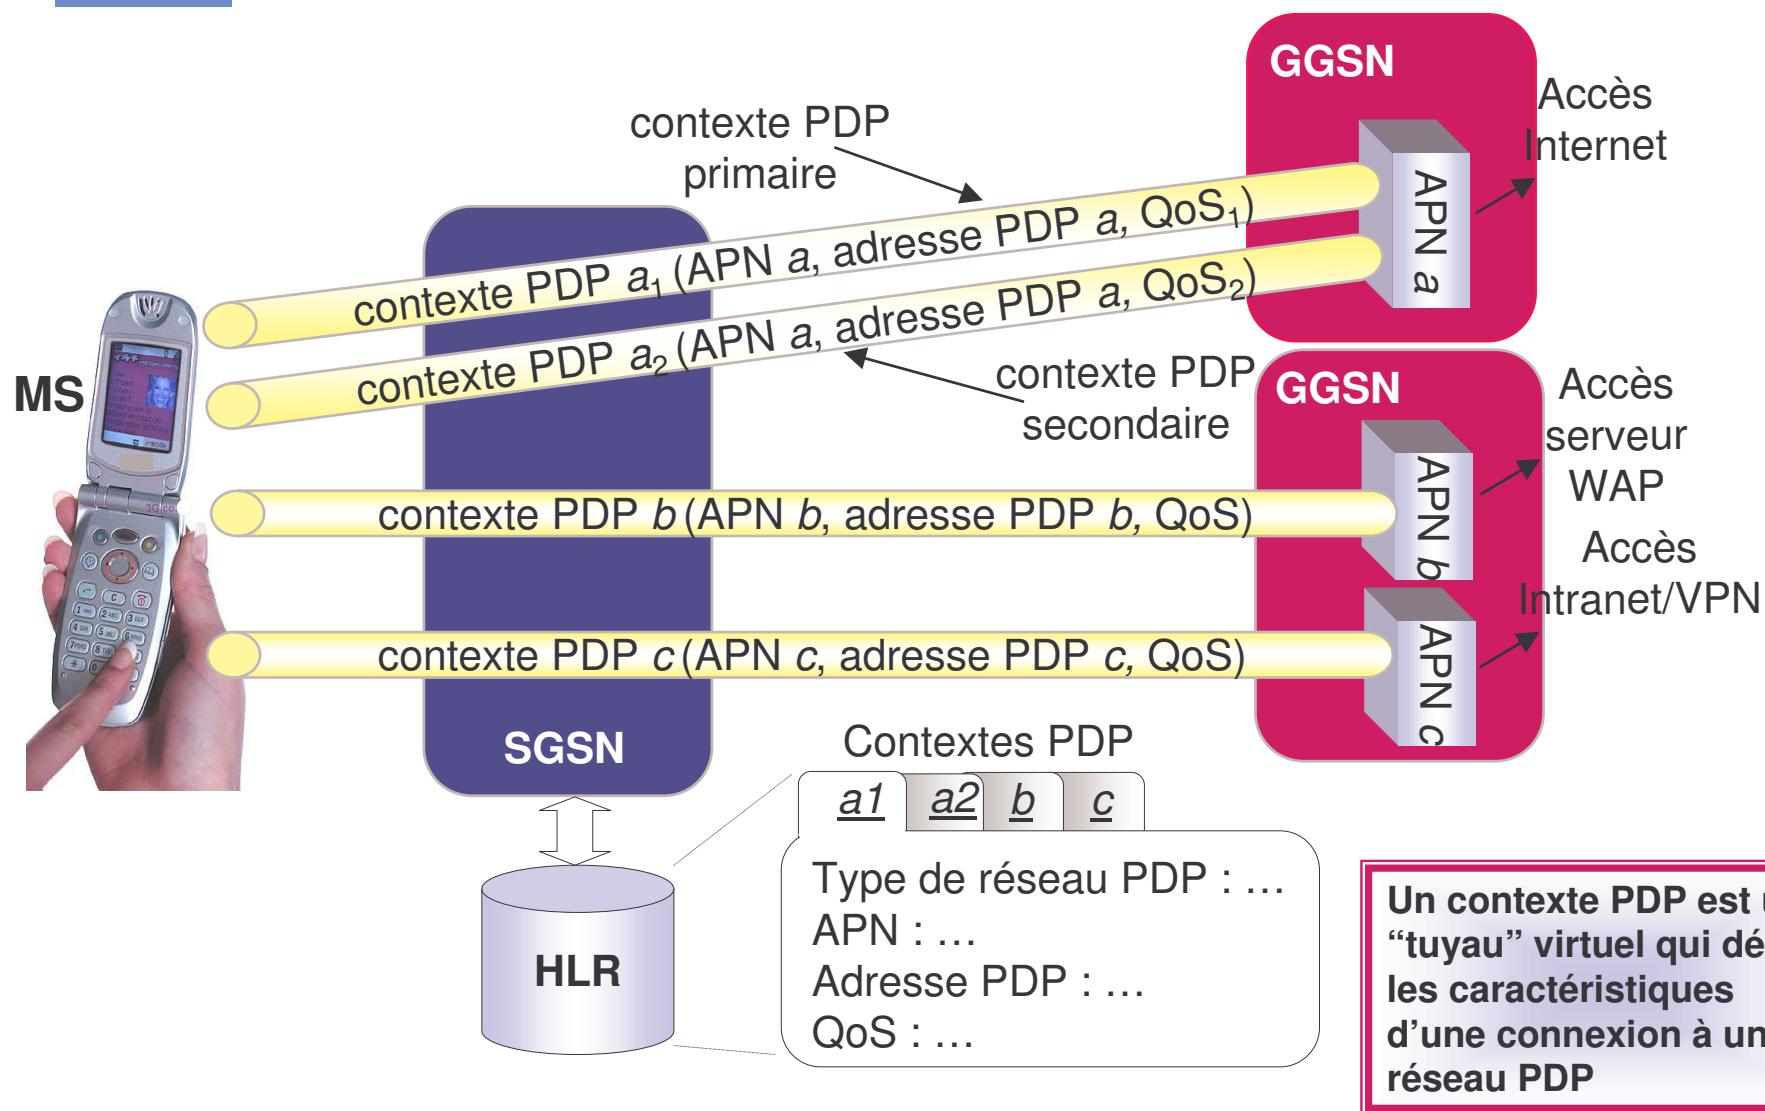 GGSN
Accès
Internet
contexte PDP
primaire
APN a
contexte PDP a1 (APN a, adresse PDP a, QoS1)
contexte PDP a2 (APN a, adresse PDP a, QoS2)
MS
contexte PDP
secondaire
GGSN
Accès
serveur
WAP
APN b
contexte PDP b (APN b, adresse PDP b, QoS)
Accès
Intranet/VPN
APN c
contexte PDP c (APN c, adresse PDP c, QoS)
SGSN
Contextes PDP
a1 a2 b c
Type de réseau PDP : …
APN : …
Adresse PDP : …
QoS : …
HLR
Un contexte PDP est
“tuyau” virtuel qui
les caractéristiques
d’une connexion à un
réseau PDP